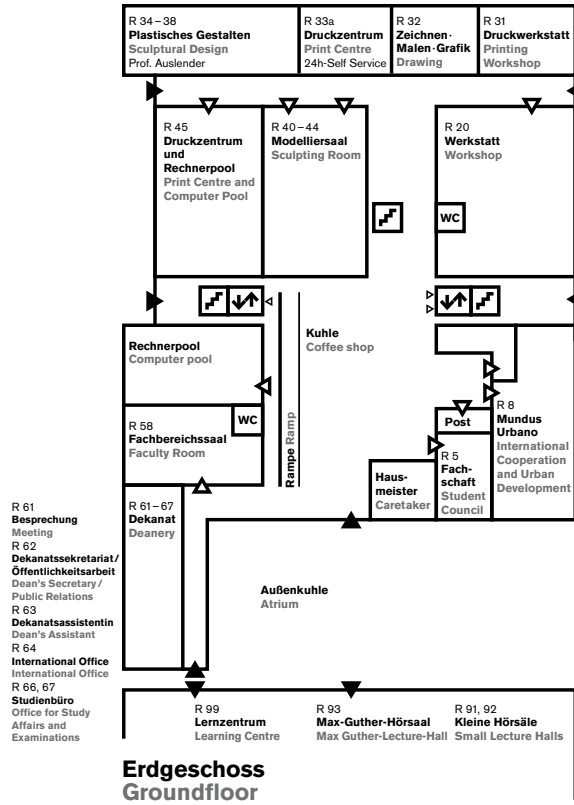 R 34–38
Plastisches Gestalten
Sculptural Design
Prof. Auslender
R 33a
Druckzentrum
Print Centre
24h-Self Service
R 32
Zeichnen·
Malen·Grafik
Drawing
R 31
Druckwerkstatt
Printing
Workshop
R 45
Druckzentrum
und
Rechnerpool
Print Centre and
Computer Pool
R 40–44
Modelliersaal
Sculpting Room
R 20
Werkstatt
Workshop
WC
Rechnerpool
Computer pool
Kuhle
Coffee shop
R 58
Fachbereichssaal
Faculty Room
WC
Rampe Ramp
Post
R 8
Mundus
Urbano
International
Cooperation
and Urban
Development
R 5
Fach-
schaft
Student
Council
Haus-
meister
Caretaker
R 61–67
Dekanat
Deanery
R 61
Besprechung
Meeting
R 62
Dekanatssekretariat/
Öffentlichkeitsarbeit
Dean's Secretary/
Public Relations
R 63
Dekanatsassistentin
Dean's Assistant
R 64
International Office
International Office
R 66, 67
Studienbüro
Office for Study
Affairs and
Examinations
Außenkuhle
Atrium
R 99
Lernzentrum
Learning Centre
R 93
Max-Guther-Hörsaal
Max Guther-Lecture-Hall
R 91, 92
Kleine Hörsäle
Small Lecture Halls
Erdgeschoss
Groundfloor